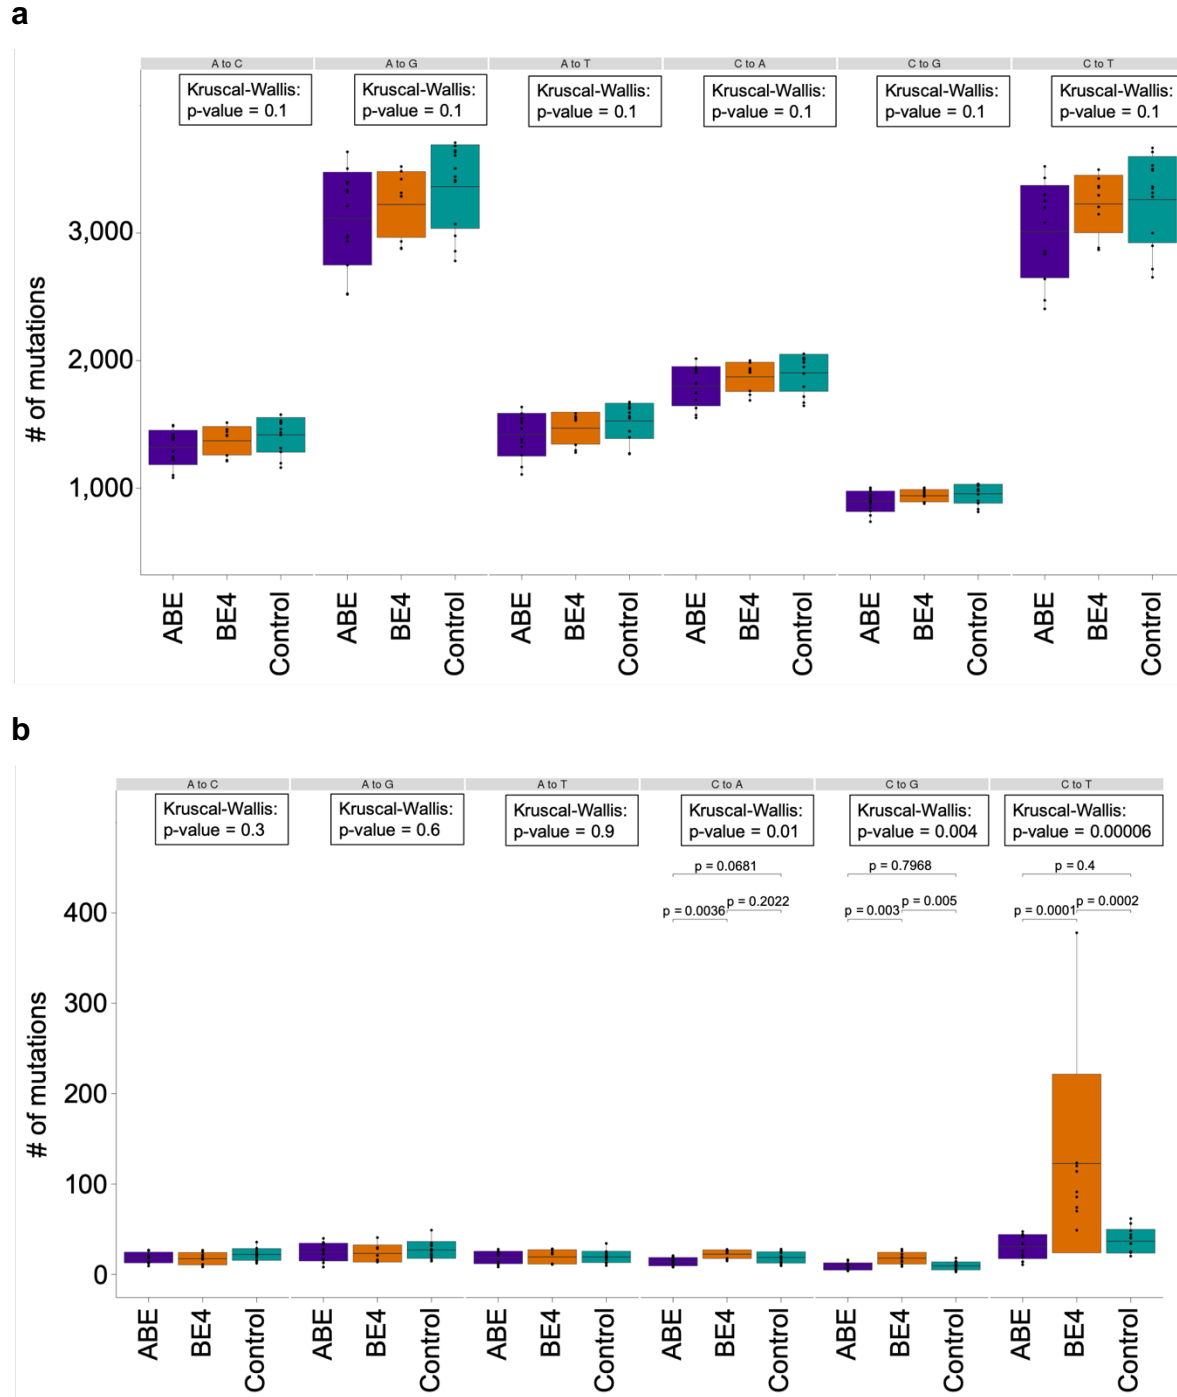 a
A to C
A to G
A to T
C to A
C to G
C to T
Kruscal-Wallis:
p-value = 0.1
Kruscal-Wallis:
p-value = 0.1
Kruscal-Wallis:
p-value = 0.1
Kruscal-Wallis:
p-value = 0.1
Kruscal-Wallis:
p-value = 0.1
Kruscal-Wallis:
p-value = 0.1
# of mutations
3,000
2,000
1,000
ABE
BE4
Control
ABE
BE4
Control
ABE
BE4
Control
ABE
BE4
Control
ABE
BE4
Control
ABE
BE4
Control
b
A to C
A to G
A to T
C to A
C to G
C to T
Kruscal-Wallis:
p-value = 0.3
Kruscal-Wallis:
p-value = 0.6
Kruscal-Wallis:
p-value = 0.9
Kruscal-Wallis:
p-value = 0.01
Kruscal-Wallis:
p-value = 0.004
Kruscal-Wallis:
p-value = 0.00006
p = 0.0681
p = 0.2022
p = 0.0036
p = 0.7968
p = 0.005
p = 0.003
p = 0.4
p = 0.0002
p = 0.0001
# of mutations
400
300
200
100
0
ABE
BE4
Control
ABE
BE4
Control
ABE
BE4
Control
ABE
BE4
Control
ABE
BE4
Control
ABE
BE4
Control